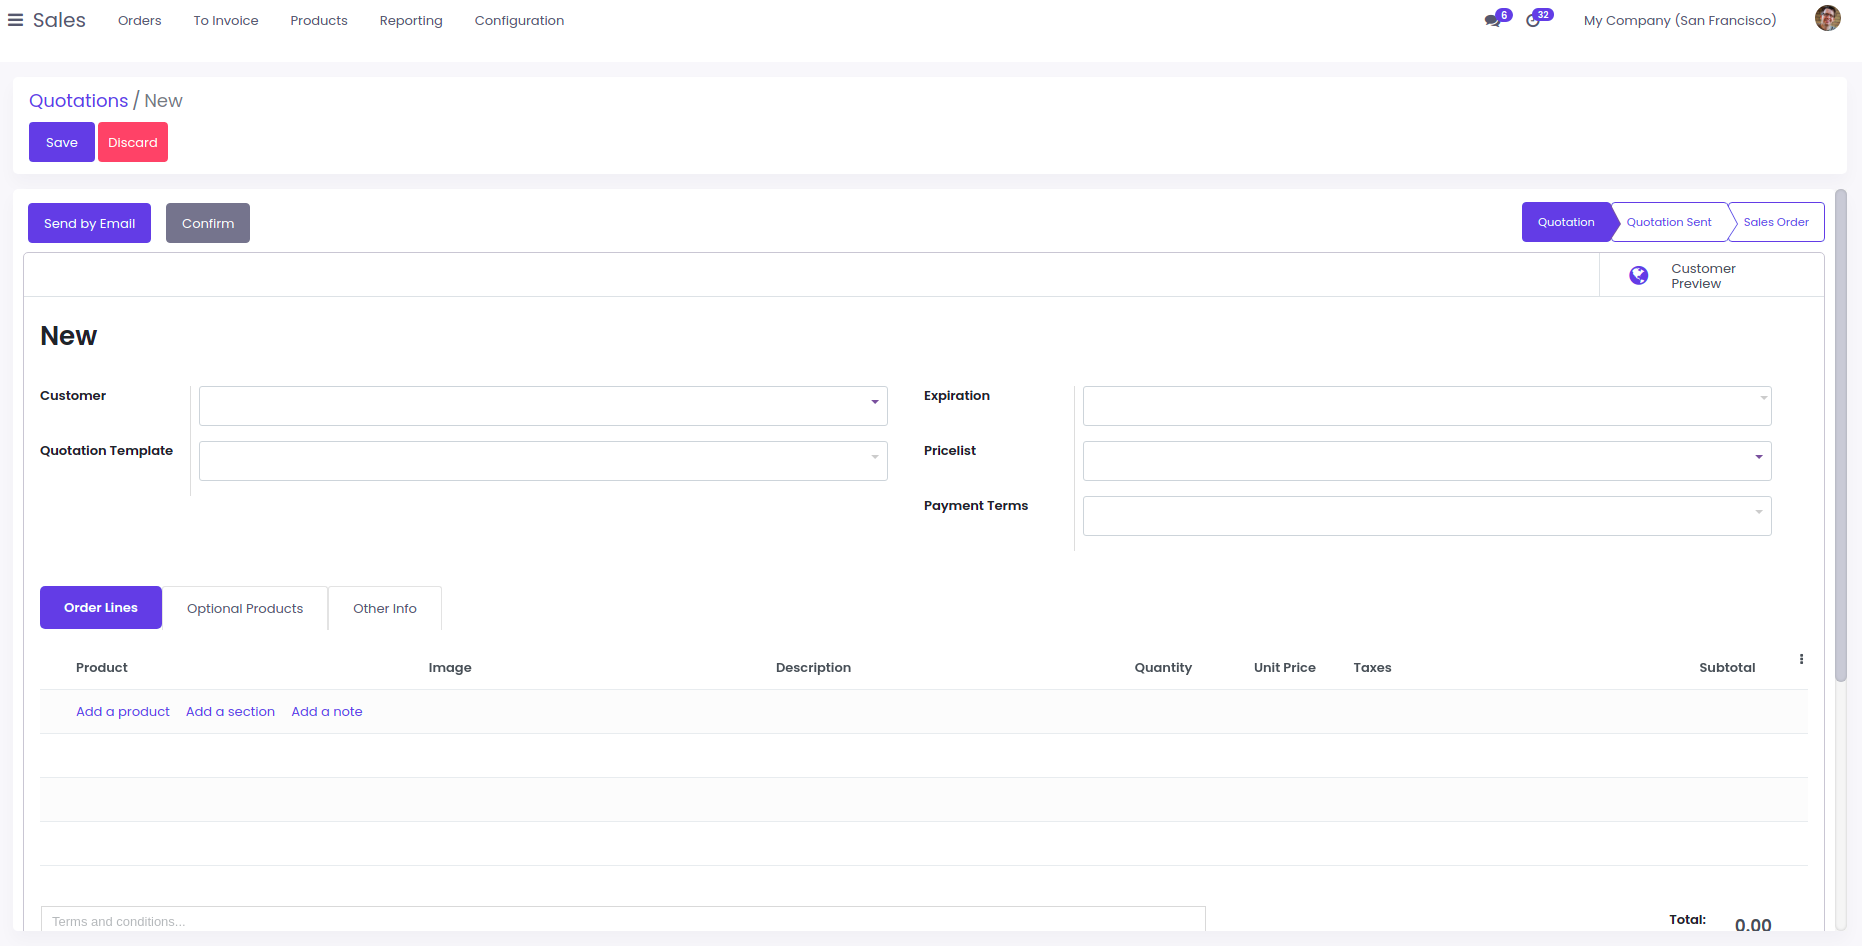 Sales Orders To Invoice Products Reporting Configuration 6 32 My Company (San Francisco)
Quotations / New
Save Discard
Send by Email Confirm Quotation Quotation Sent Sales Order
Customer
Preview
New
Customer Expiration
Quotation Template Pricelist
Payment Terms
Order Lines Optional Products Other Info
Product Image Description Quantity Unit Price Taxes Subtotal
Add a product Add a section Add a note
Terms and conditions... Total: 0.00